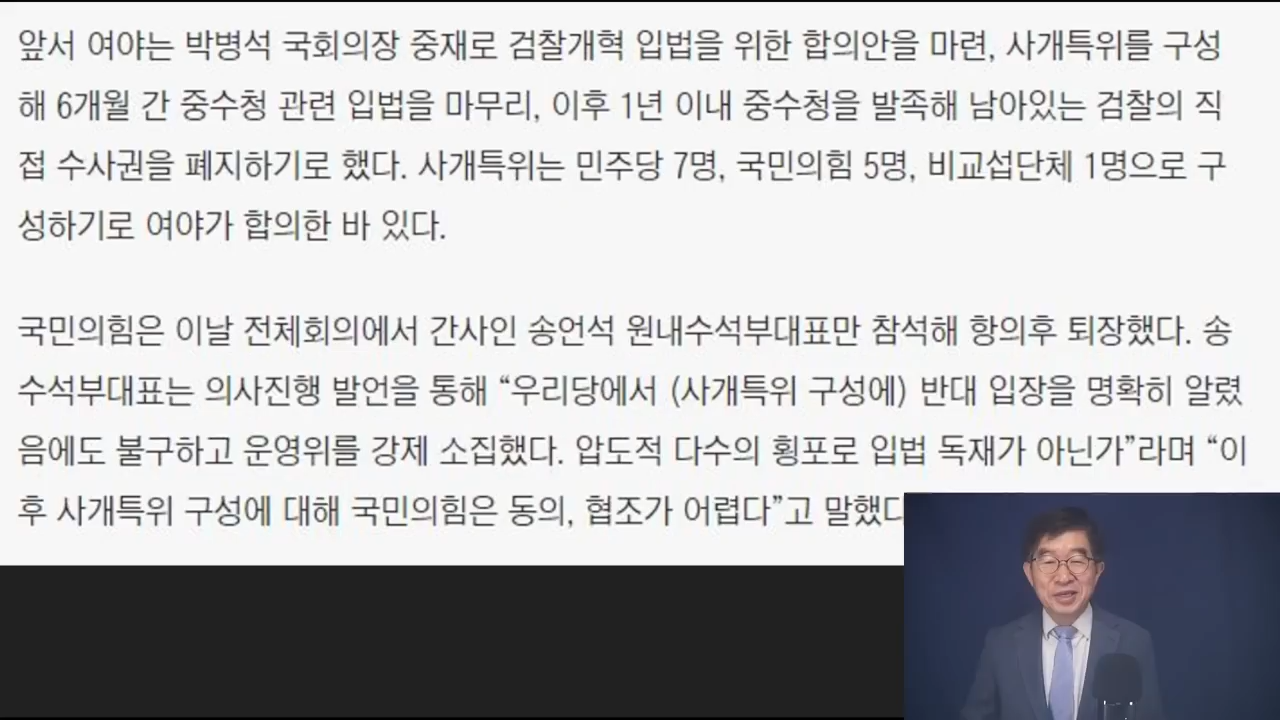 앞서 여야는 박병석 국회의장 중재로 검찰개혁 입법을 위한 합의안을 마련, 사개특위를 구성
해 6개월 간 중수청 관련 입법을 마무리, 이후 1년 이내 중수청을 발족해 남아있는 검찰의 직
접 수사권을 폐지하기로 했다. 사개특위는 민주당 7명, 국민의힘 5명, 비교섭단체 1명으로 구
성하기로 여야가 합의한 바 있다.
국민의힘은 이날 전체회의에서 간사인 송언석 원내수석부대표만 참석해 항의후 퇴장했다. 송
수석부대표는 의사진행 발언을 통해 “우리당에서 (사개특위 구성에) 반대 입장을 명확히 알렸
음에도 불구하고 운영위를 강제 소집했다. 압도적 다수의 횡포로 입법 독재가 아닌가”라며 “이
후 사개특위 구성에 대해 국민의힘은 동의, 협조가 어렵다”고 말했다